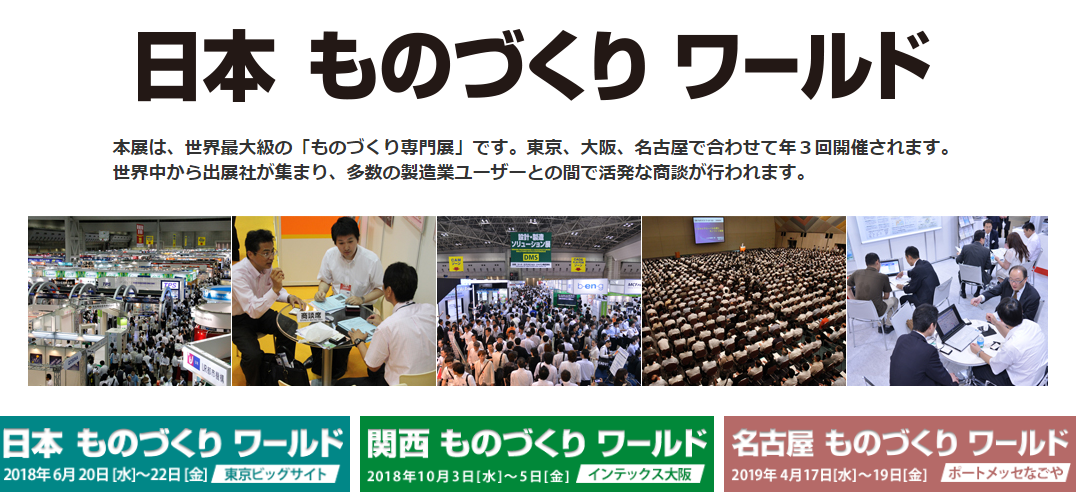 日本 ものづくり ワールド
本展は、世界最大級の「ものづくり専門展」です。東京、大阪、名古屋で合わせて年３回開催されます。
世界中から出展社が集まり、多数の製造業ユーザーとの間で活発な商談が行われます。
商談席
設計・製造
ソリューション展
DMS
b-en-g
日本 ものづくり ワールド
2018年 6月 20日 [水]〜22日 [金] 東京ビッグサイト
関西 ものづくり ワールド
2018年10月3日[水]〜5日[金] インテックス大阪
名古屋 ものづくり ワールド
2019年 4月17日[水]〜19日[金] ポートメッセなごや